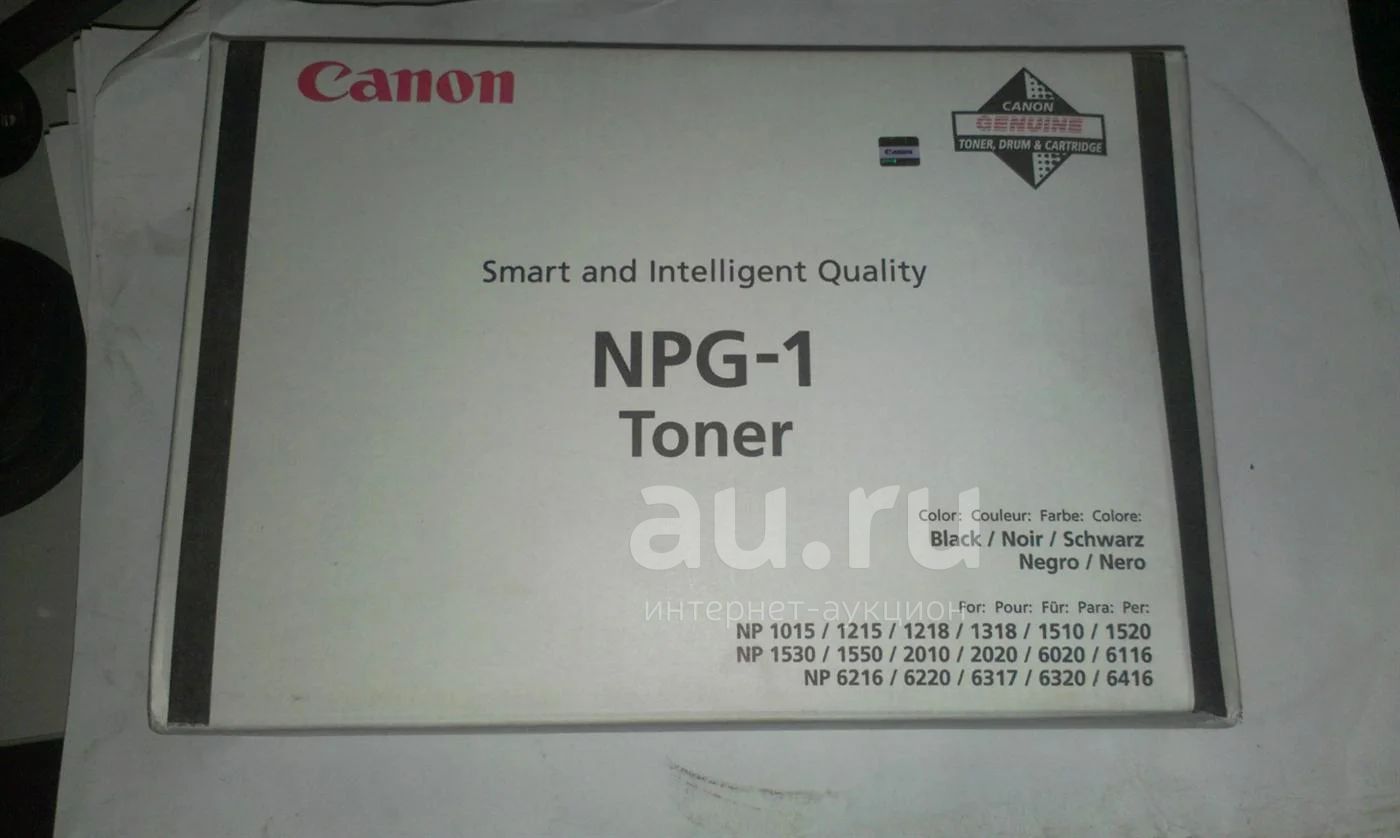 Canon
CANON
GENUINE
TONER, DRUM & CARTRIDGE
Canon
Smart and Intelligent Quality
NPG-1
Toner
au.ru
интернет-аукцион
Color: Couleur: Farbe: Colore:
Black / Noir / Schwarz
Negro / Nero
For: Pour: Für: Para: Per:
NP 1015 / 1215 / 1218 / 1318 / 1510 / 1520
NP 1530 / 1550 / 2010 / 2020 / 6020 / 6116
NP 6216 / 6220 / 6317 / 6320 / 6416